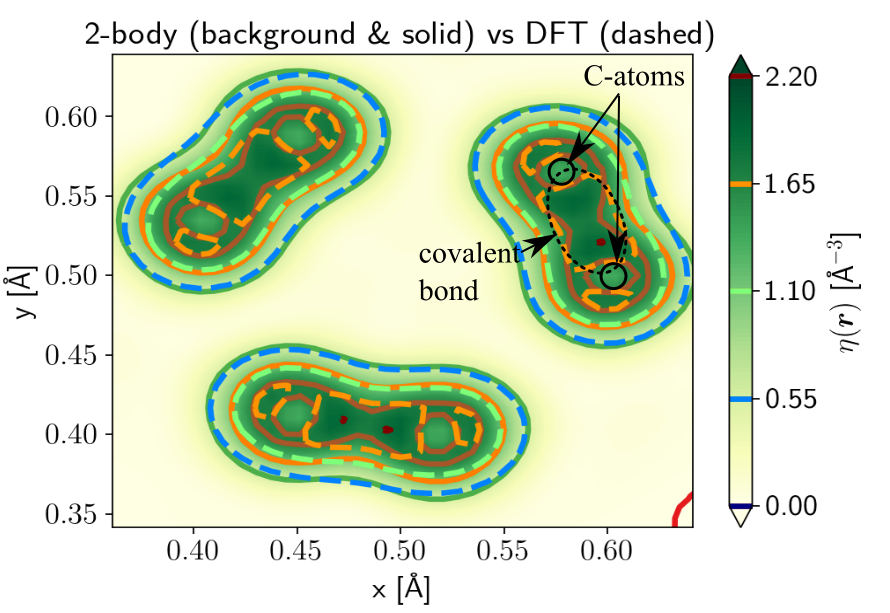 2-body (background & solid) vs DFT (dashed)
C-atoms
covalent
bond
y [Å]
0.60
0.55
0.50
0.45
0.40
0.35
0.40
0.45
0.50
0.55
0.60
x [Å]
2.20
1.65
1.10
0.55
0.00
η(r) [Å⁻³]